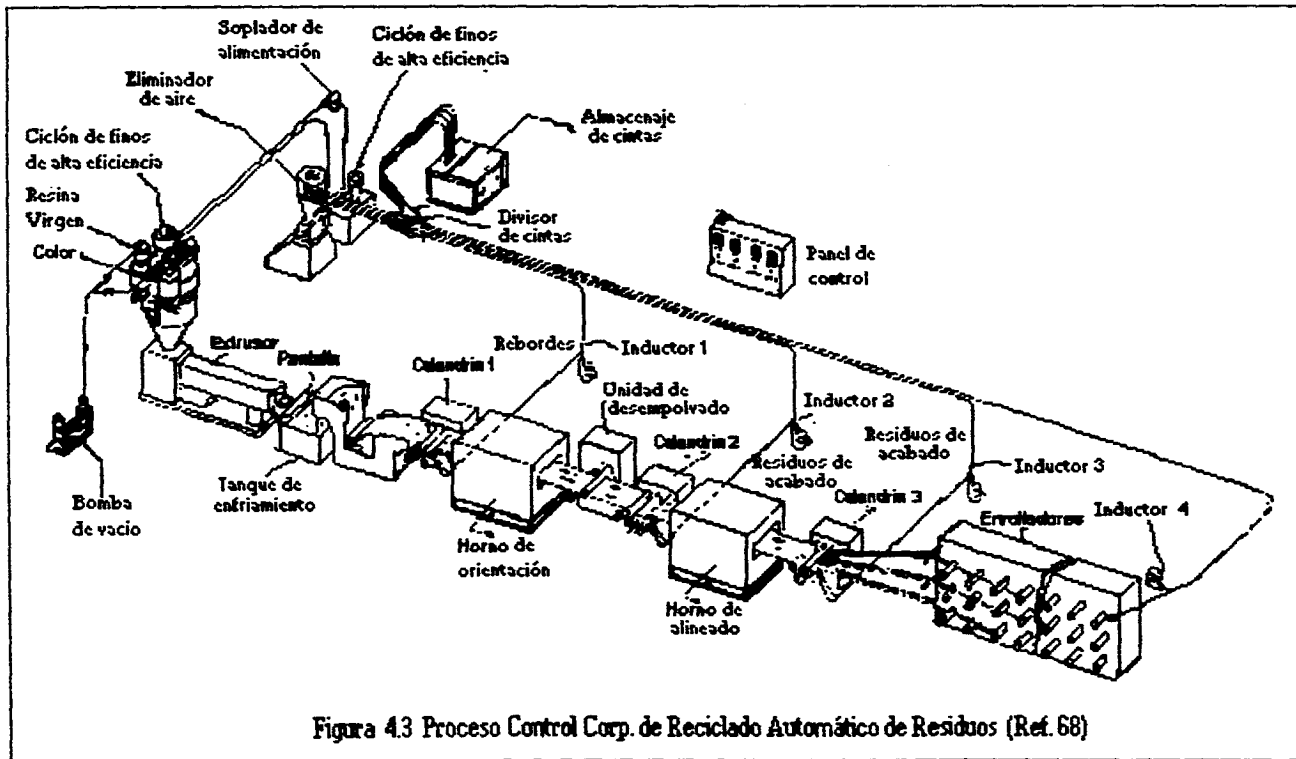 Soplador de
alimentación
Ciclón de finos
de alta eficiencia
Eliminador
de aire
Almacenaje
de cintas
Ciclón de finos
de alta eficiencia
Resina
Virgen
Color
Divisor
de cintas
Panel de
control
Extrusor
Pantalla
Calandria 1
Rebordes
Inductor 1
Unidad de
desempolvado
Inductor 2
Calandria 2
Residuos de
acabado
Residuos de
acabado
Inductor 3
Calandria 3
Inductor 4
Enrolladores
Bomba
de vacio
Tanque de
enfriamiento
Horno de
orientación
Horno de
alineado
Figura 4.3 Proceso Control Corp. de Reciclado Automático de Residuos (Ref. 68)